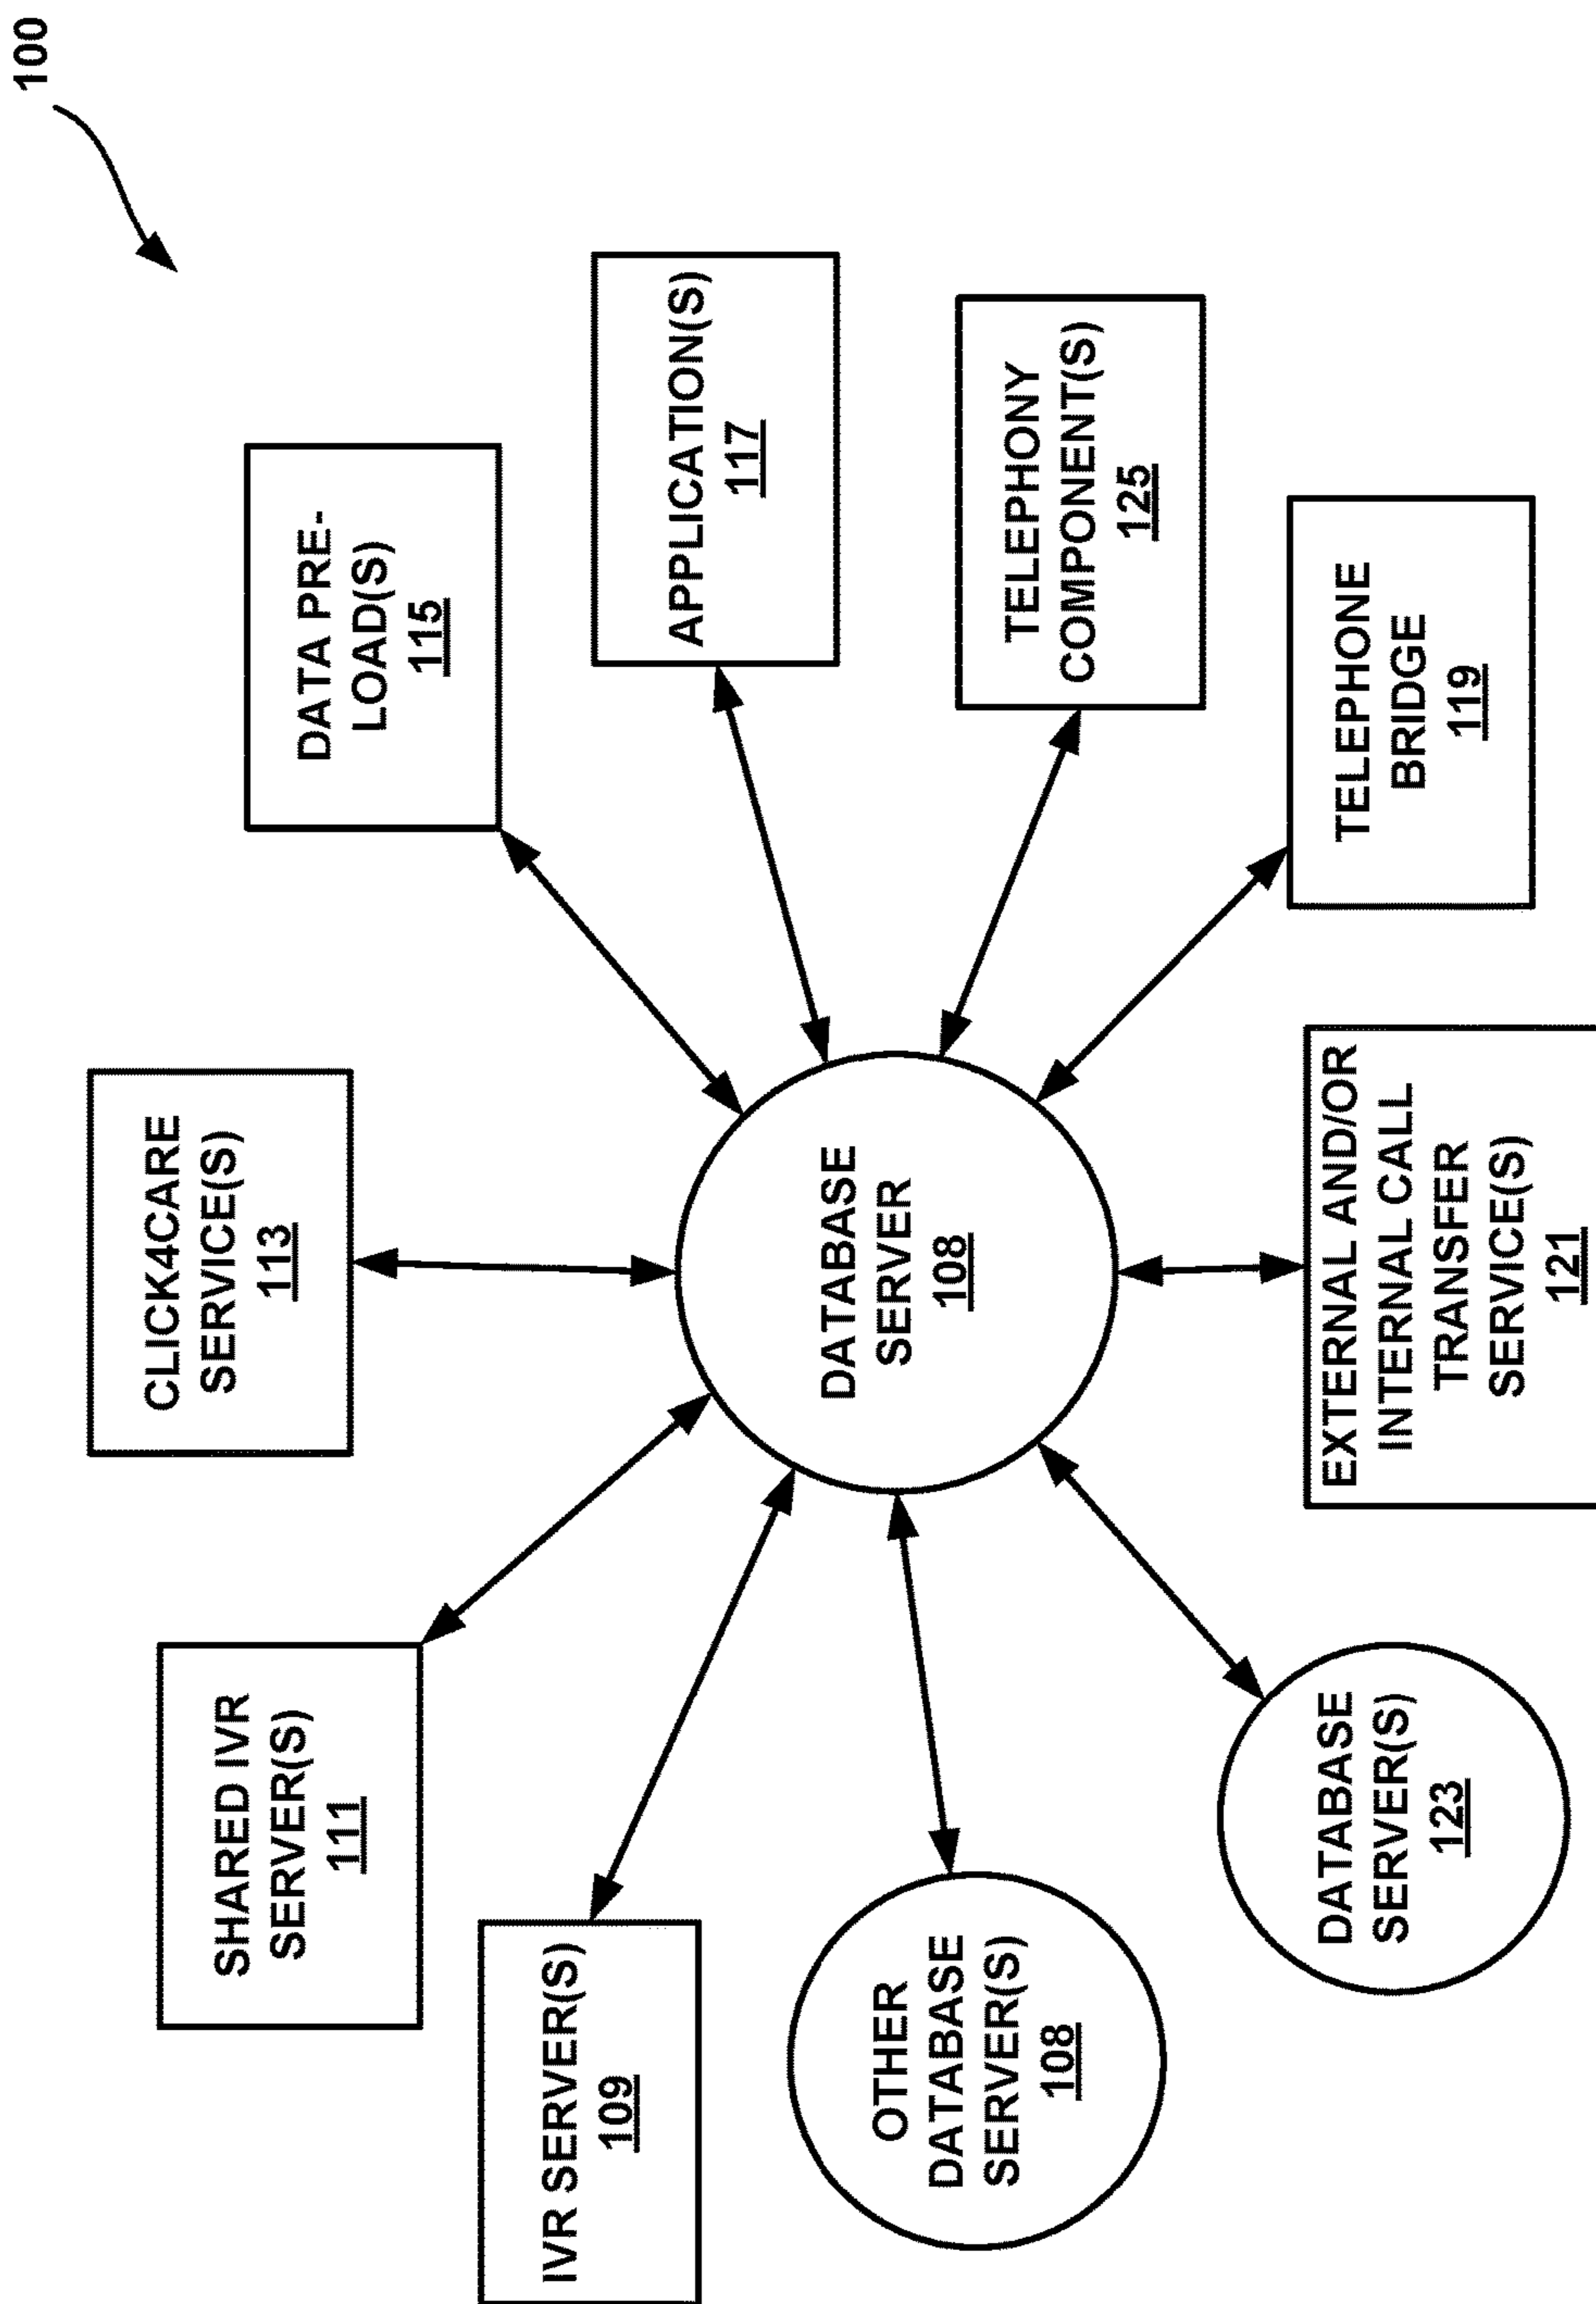 100
CLICK4CARE
SERVICE(S)
113
DATA PRE-
LOAD(S)
115
SHARED IVR
SERVER(S)
111
APPLICATION(S)
117
IVR SERVER(S)
109
DATABASE
SERVER
108
TELEPHONY
COMPONENT(S)
125
OTHER
DATABASE
SERVER(S)
108
TELEPHONE
BRIDGE
119
DATABASE
SERVER(S)
123
EXTERNAL AND/OR
INTERNAL CALL
TRANSFER
SERVICE(S)
121